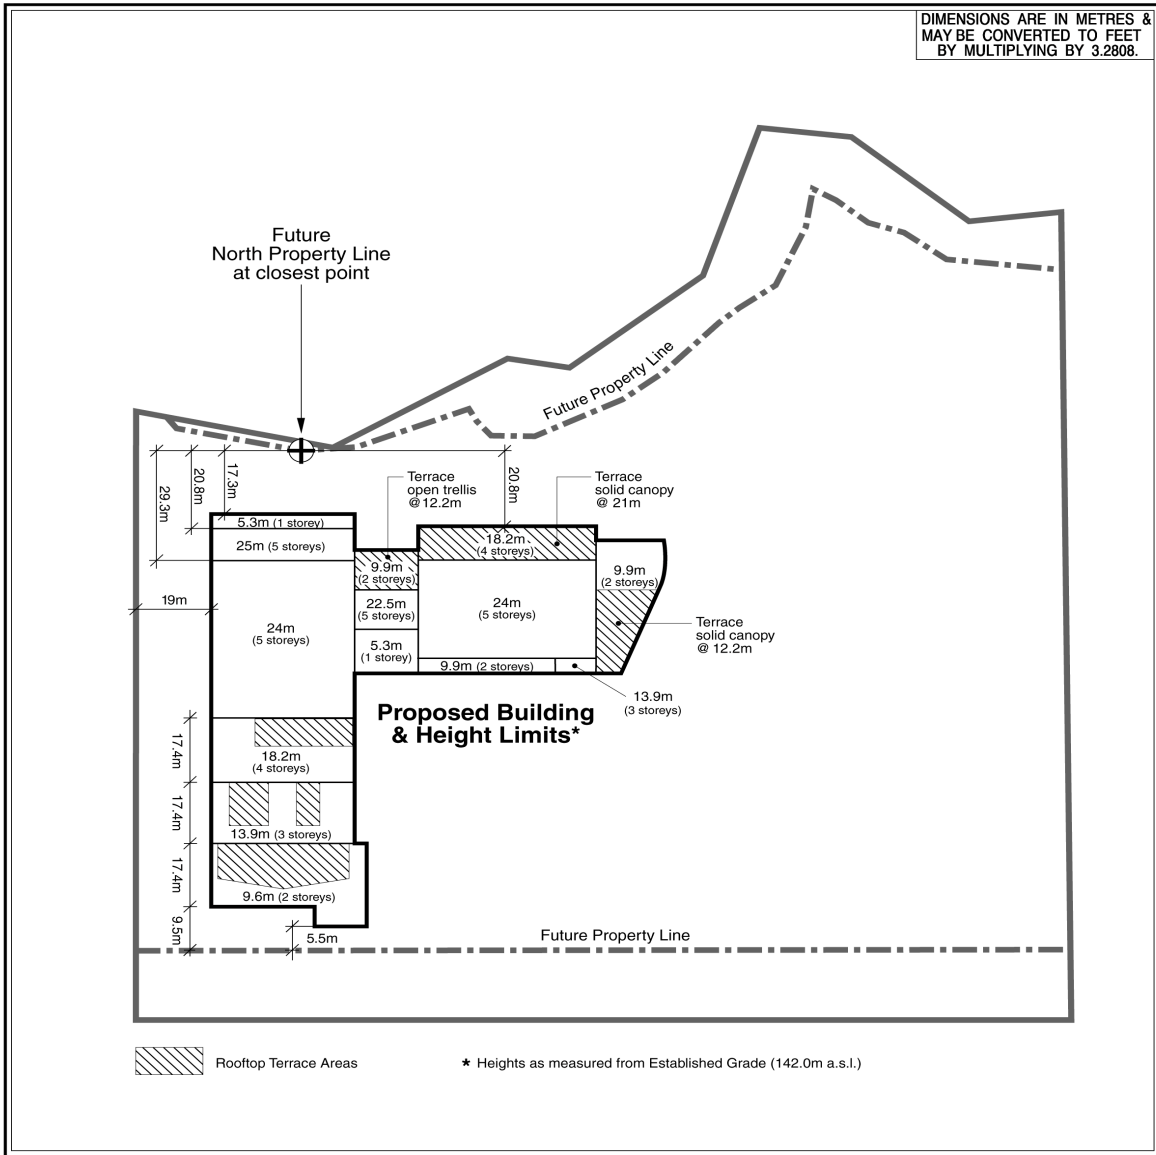 DIMENSIONS ARE IN METRES &
MAY BE CONVERTED TO FEET
BY MULTIPLYING BY 3.2808.
Future
North Property Line
at closest point
Future Property Line
17.3m
20.8m
29.3m
20.8m
Terrace
open trellis
@12.2m
Terrace
solid canopy
@ 21m
5.3m (1 storey)
25m (5 storeys)
18.2m
(4 storeys)
9.9m
(2 storeys)
9.9m
(2 storeys)
19m
22.5m
(5 storeys)
24m
(5 storeys)
24m
(5 storeys)
Terrace
solid canopy
@ 12.2m
5.3m
(1 storey)
9.9m (2 storeys)
13.9m
(3 storeys)
Proposed Building
& Height Limits*
17.4m
18.2m
(4 storeys)
17.4m
13.9m (3 storeys)
17.4m
9.6m (2 storeys)
9.5m
5.5m
Future Property Line
Rooftop Terrace Areas
* Heights as measured from Established Grade (142.0m a.s.l.)